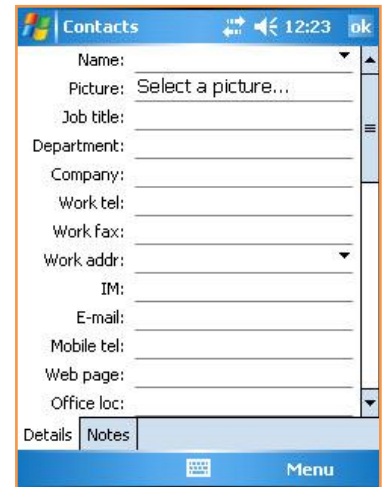 Contacts 12:23 ok
Name:
Picture: Select a picture...
Job title:
Department:
Company:
Work tel:
Work fax:
Work addr:
IM:
E-mail:
Mobile tel:
Web page:
Office loc:
Details Notes
Menu